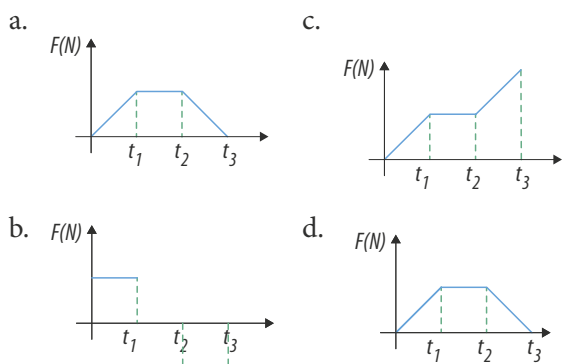 a.
F(N)
t1 t2 t3
b.
F(N)
t1 t2 t3
c.
F(N)
t1 t2 t3
d.
F(N)
t1 t2 t3